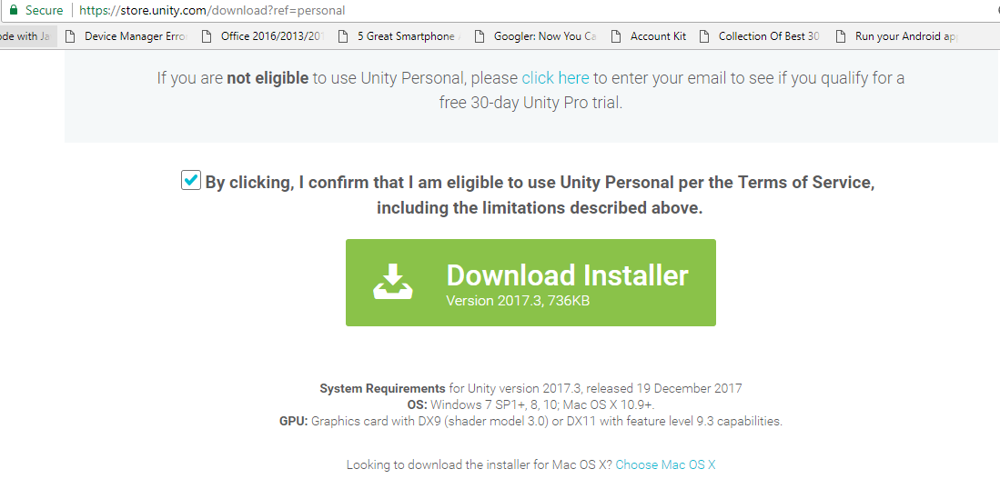 Secure https://store.unity.com/download?ref=personal
ode with Ja Device Manager Erro Office 2016/2013/201 5 Great Smartphone Googler: Now You Ca Account Kit Collection Of Best 30 Run your Android ap
If you are not eligible to use Unity Personal, please click here to enter your email to see if you qualify for a
free 30-day Unity Pro trial.
By clicking, I confirm that I am eligible to use Unity Personal per the Terms of Service,
including the limitations described above.
Download Installer
Version 2017.3, 736KB
System Requirements for Unity version 2017.3, released 19 December 2017
OS: Windows 7 SP1+, 8, 10; Mac OS X 10.9+.
GPU: Graphics card with DX9 (shader model 3.0) or DX11 with feature level 9.3 capabilities.
Looking to download the installer for Mac OS X? Choose Mac OS X